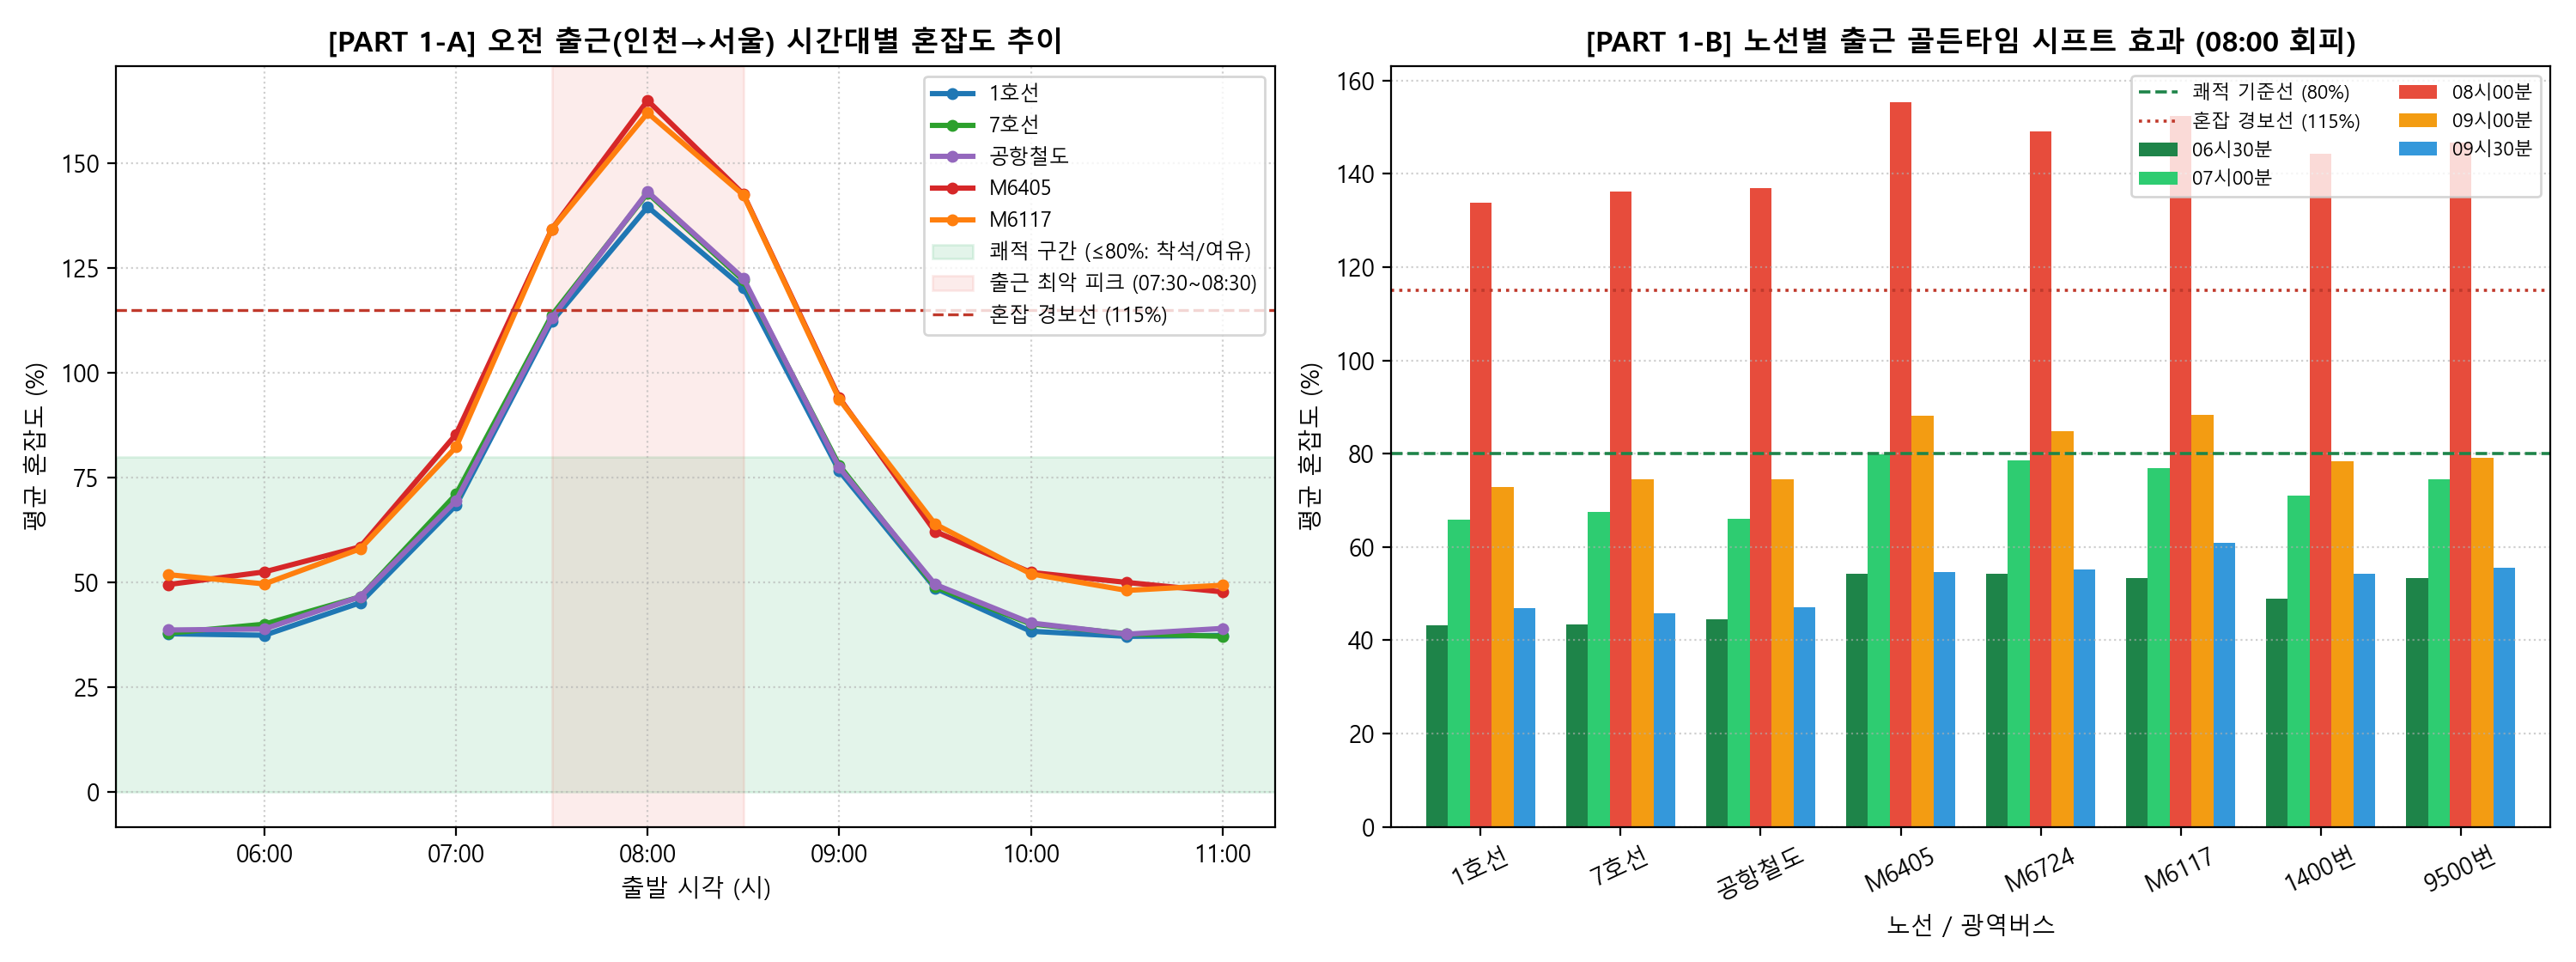 [PART 1-A] 오전 출근(인천→서울) 시간대별 혼잡도 추이
평균 혼잡도 (%)
150
125
100
75
50
25
0
1호선
7호선
공항철도
M6405
M6117
쾌적 구간 (≤80%: 착석/여유)
출근 최악 피크 (07:30~08:30)
혼잡 경보선 (115%)
06:00 07:00 08:00 09:00 10:00 11:00
출발 시각 (시)
[PART 1-B] 노선별 출근 골든타임 시프트 효과 (08:00 회피)
평균 혼잡도 (%)
160
140
120
100
80
60
40
20
0
쾌적 기준선 (80%)
혼잡 경보선 (115%)
06시30분
07시00분
08시00분
09시00분
09시30분
1호선 7호선 공항철도 M6405 M6724 M6117 1400번 9500번
노선 / 광역버스